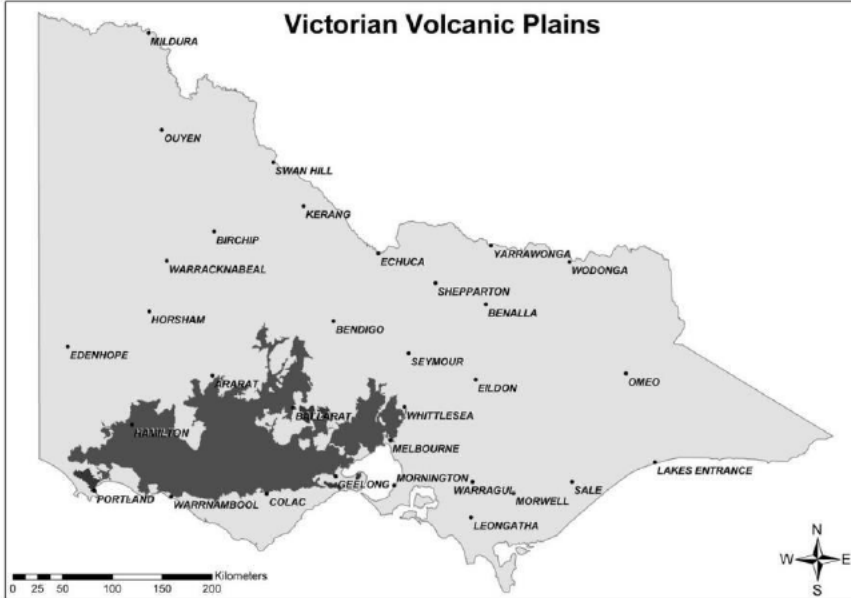 Victorian Volcanic Plains
MILDURA
OUYEN
SWAN HILL
KERANG
BIRCHIP
ECHUCA
YARRAWONGA
WODONGA
WARRACKNABEAL
SHEPPARTON
BENALLA
HORSHAM
BENDIGO
EDENHOPE
SEYMOUR
ARARAT
EILDON
OMEO
BALLARAT
WHITTLESEA
HAMILTON
MELBOURNE
LAKES ENTRANCE
PORTLAND
WARRNAMBOOL
COLAC
GEELONG
MORNINGTON
WARRAGUL
MORWELL
SALE
LEONGATHA
N
W E
S
Kilometers
0 25 50 100 150 200